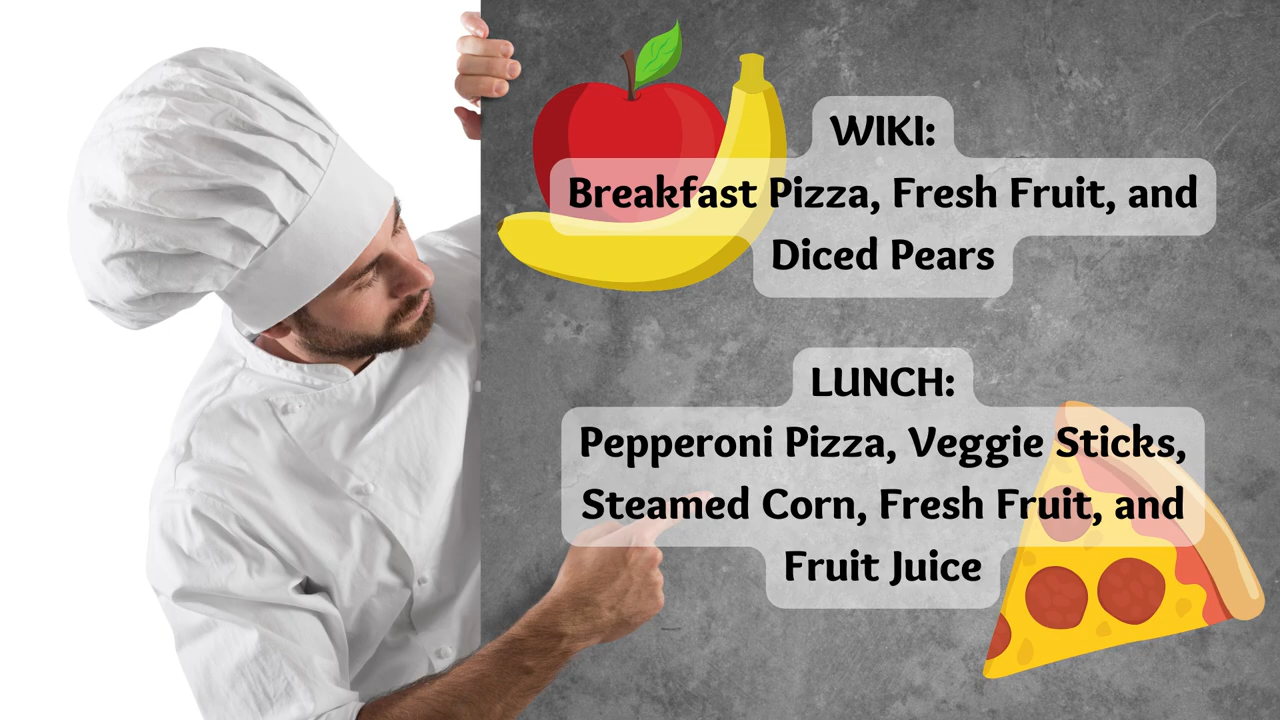 WIKI:
Breakfast Pizza, Fresh Fruit, and
Diced Pears
LUNCH:
Pepperoni Pizza, Veggie Sticks,
Steamed Corn, Fresh Fruit, and
Fruit Juice